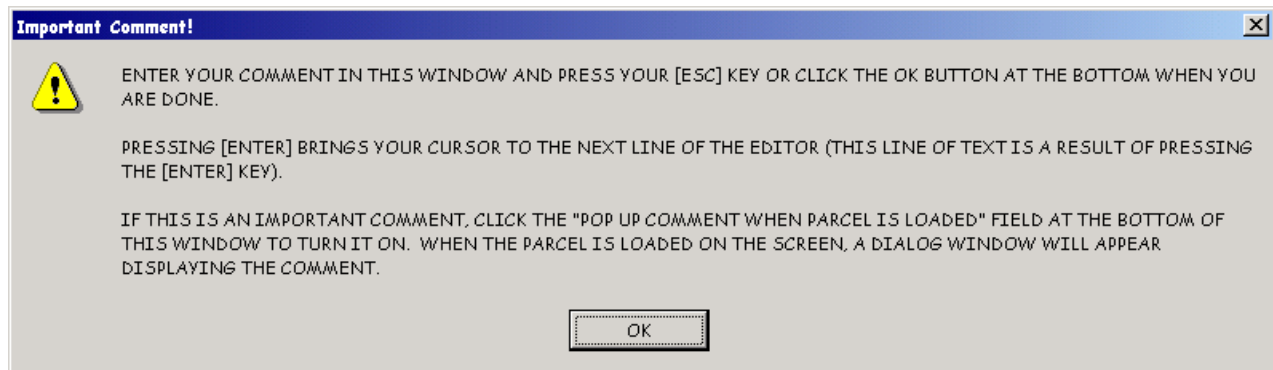 Important Comment!
ENTER YOUR COMMENT IN THIS WINDOW AND PRESS YOUR [ESC] KEY OR CLICK THE OK BUTTON AT THE BOTTOM WHEN YOU
ARE DONE.
PRESSING [ENTER] BRINGS YOUR CURSOR TO THE NEXT LINE OF THE EDITOR (THIS LINE OF TEXT IS A RESULT OF PRESSING
THE [ENTER] KEY).
IF THIS IS AN IMPORTANT COMMENT, CLICK THE "POP UP COMMENT WHEN PARCEL IS LOADED" FIELD AT THE BOTTOM OF
THIS WINDOW TO TURN IT ON. WHEN THE PARCEL IS LOADED ON THE SCREEN, A DIALOG WINDOW WILL APPEAR
DISPLAYING THE COMMENT.
OK